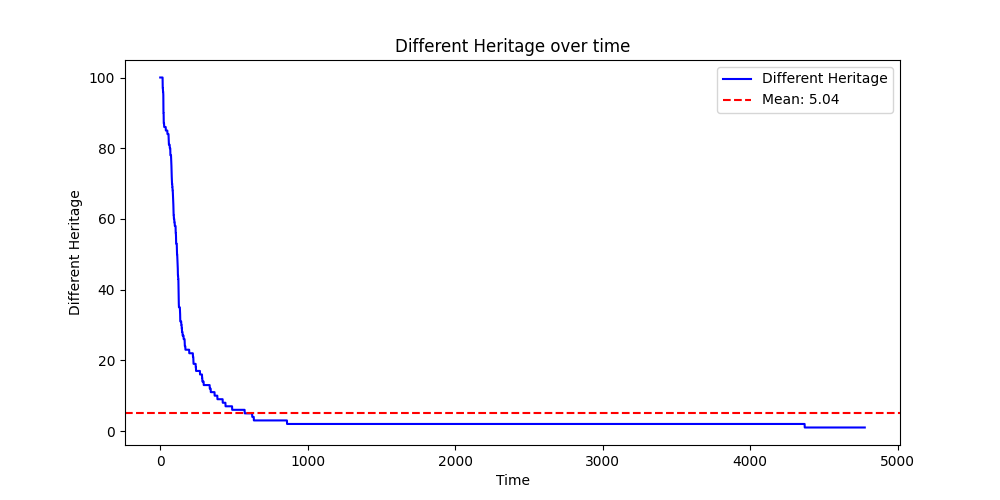 Different Heritage over time
Different Heritage
Mean: 5.04
100
80
60
40
20
0
Different Heritage
0 1000 2000 3000 4000 5000
Time